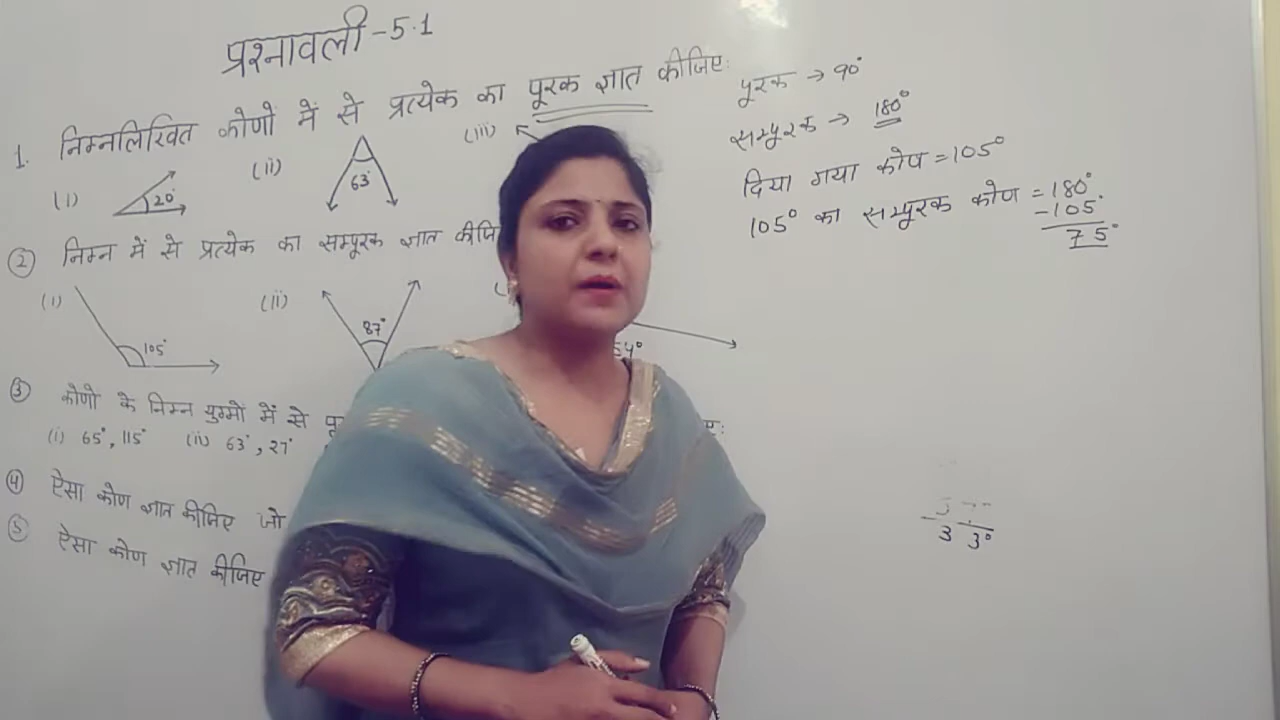 प्रश्नावली - 5.1
1. निम्नलिखित कोणों में से प्रत्येक का पूरक ज्ञात कीजिए:
(i) 20° (ii) 63° (iii)
② निम्न में से प्रत्येक का सम्पूरक ज्ञात
(i) 105° (ii) 87°
③ कोणो के निम्न युग्मों में से
(i) 65°, 115° (ii) 63°, 27°
④ ऐसा कोण ज्ञात कीजिए जो
⑤ ऐसा कोण ज्ञात कीजिए
पूरक → 90°
सम्पूरक → 180°
दिया गया कोण = 105°
105° का सम्पूरक कोण = 180°
-105°
75°
33°